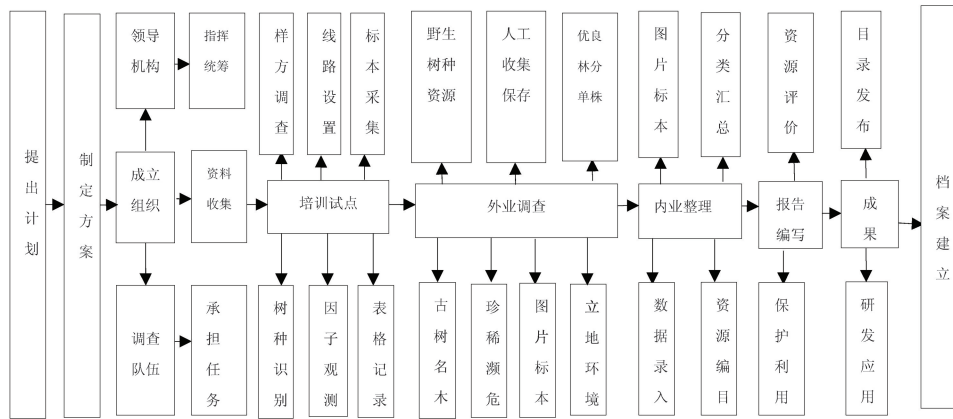 领导
机构
指挥
统筹
样方调查
线路设置
标本采集
野生
树种
资源
人工
收集
保存
优良
林分
单株
图片标本
分类汇总
资源评价
目录发布
提出计划
制定方案
成立
组织
资料
收集
培训试点
外业调查
内业整理
报告
编写
成果
档案建立
调查
队伍
承担任务
树种识别
因子观测
表格记录
古树名木
珍稀濒危
图片标本
立地环境
数据录入
资源编目
保护利用
研发应用